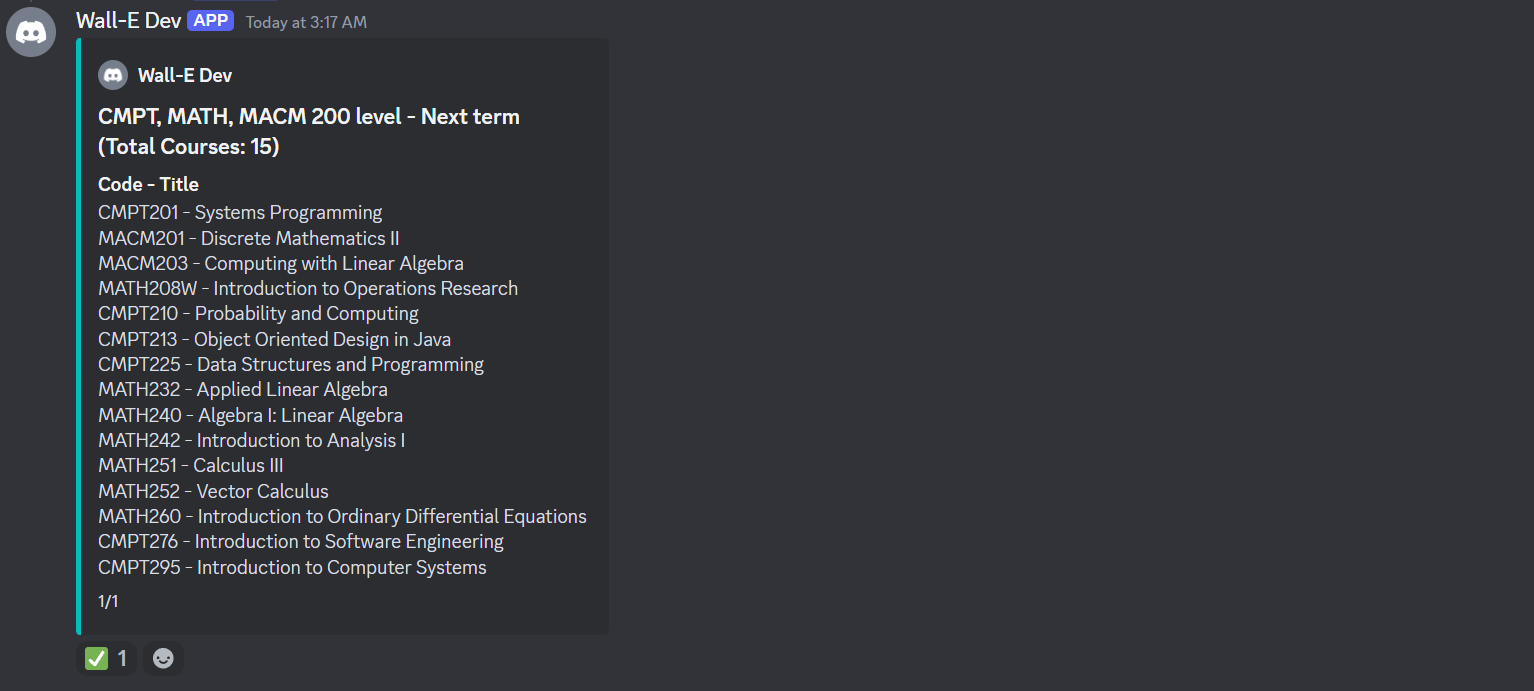 Wall-E Dev APP Today at 3:17 AM
Wall-E Dev
CMPT, MATH, MACM 200 level - Next term
(Total Courses: 15)
Code - Title
CMPT201 - Systems Programming
MACM201 - Discrete Mathematics II
MACM203 - Computing with Linear Algebra
MATH208W - Introduction to Operations Research
CMPT210 - Probability and Computing
CMPT213 - Object Oriented Design in Java
CMPT225 - Data Structures and Programming
MATH232 - Applied Linear Algebra
MATH240 - Algebra I: Linear Algebra
MATH242 - Introduction to Analysis I
MATH251 - Calculus III
MATH252 - Vector Calculus
MATH260 - Introduction to Ordinary Differential Equations
CMPT276 - Introduction to Software Engineering
CMPT295 - Introduction to Computer Systems
1/1
1